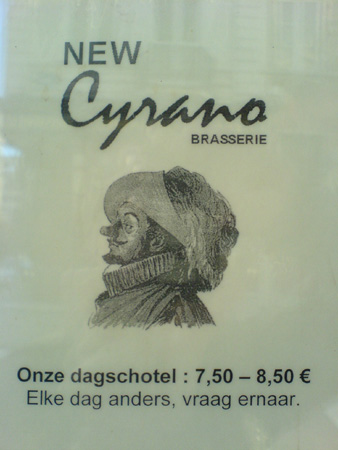 NEW
Cyrano
BRASSERIE
Onze dagschotel : 7,50 – 8,50 €
Elke dag anders, vraag ernaar.